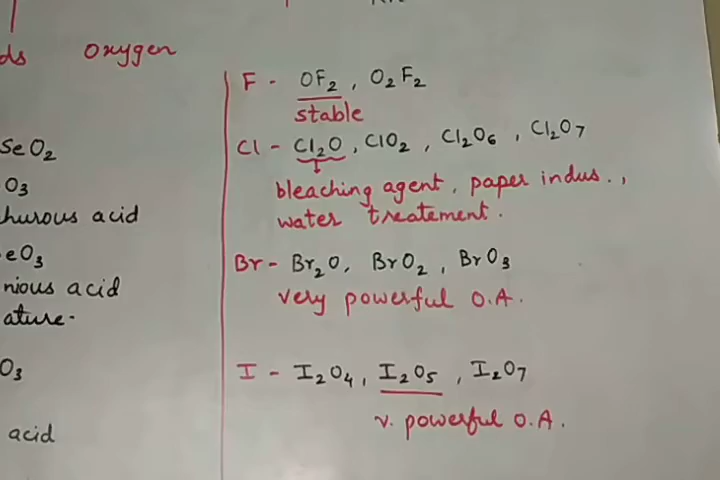 ds oxygen
F - OF₂, O₂F₂
stable
SeO₂
Cl - Cl₂O, ClO₂, Cl₂O₆, Cl₂O₇
O₃
bleaching agent, paper indus.,
hurous acid
water treatement.
eO₃
Br - Br₂O, BrO₂, BrO₃
nious acid
very powerful O.A.
ature.
O₃
I - I₂O₄, I₂O₅, I₂O₇
acid
v. powerful O.A.